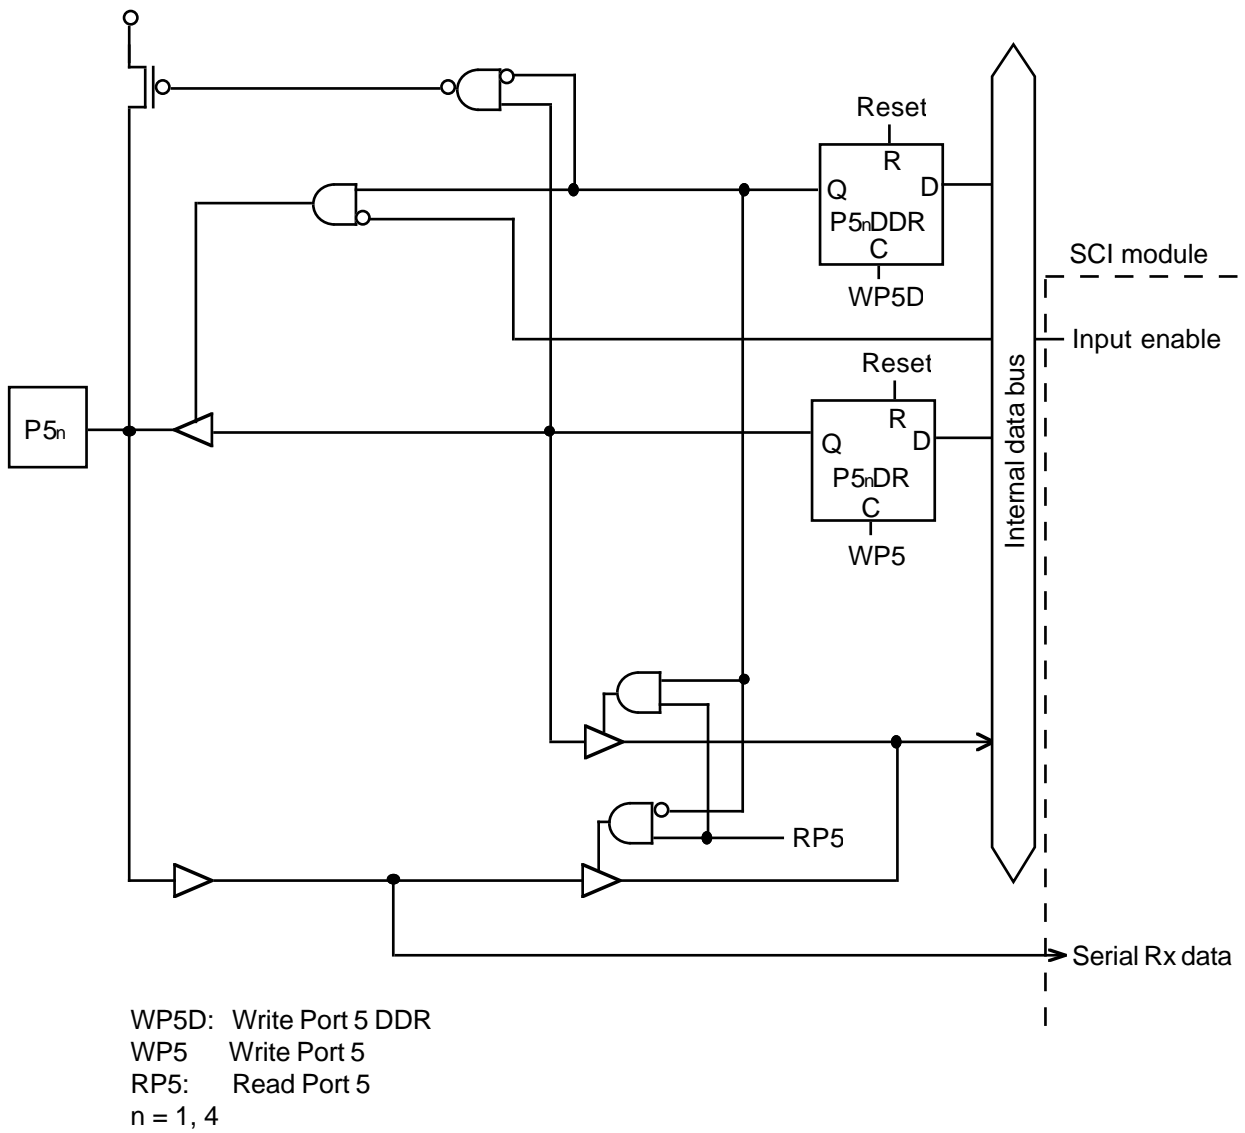 Reset
R
Q
D
P5nDDR
C
WP5D
SCI module
Input enable
Reset
R
Q
D
P5nDR
C
WP5
P5n
Internal data bus
RP5
Serial Rx data
WP5D: Write Port 5 DDR
WP5 Write Port 5
RP5: Read Port 5
n = 1, 4